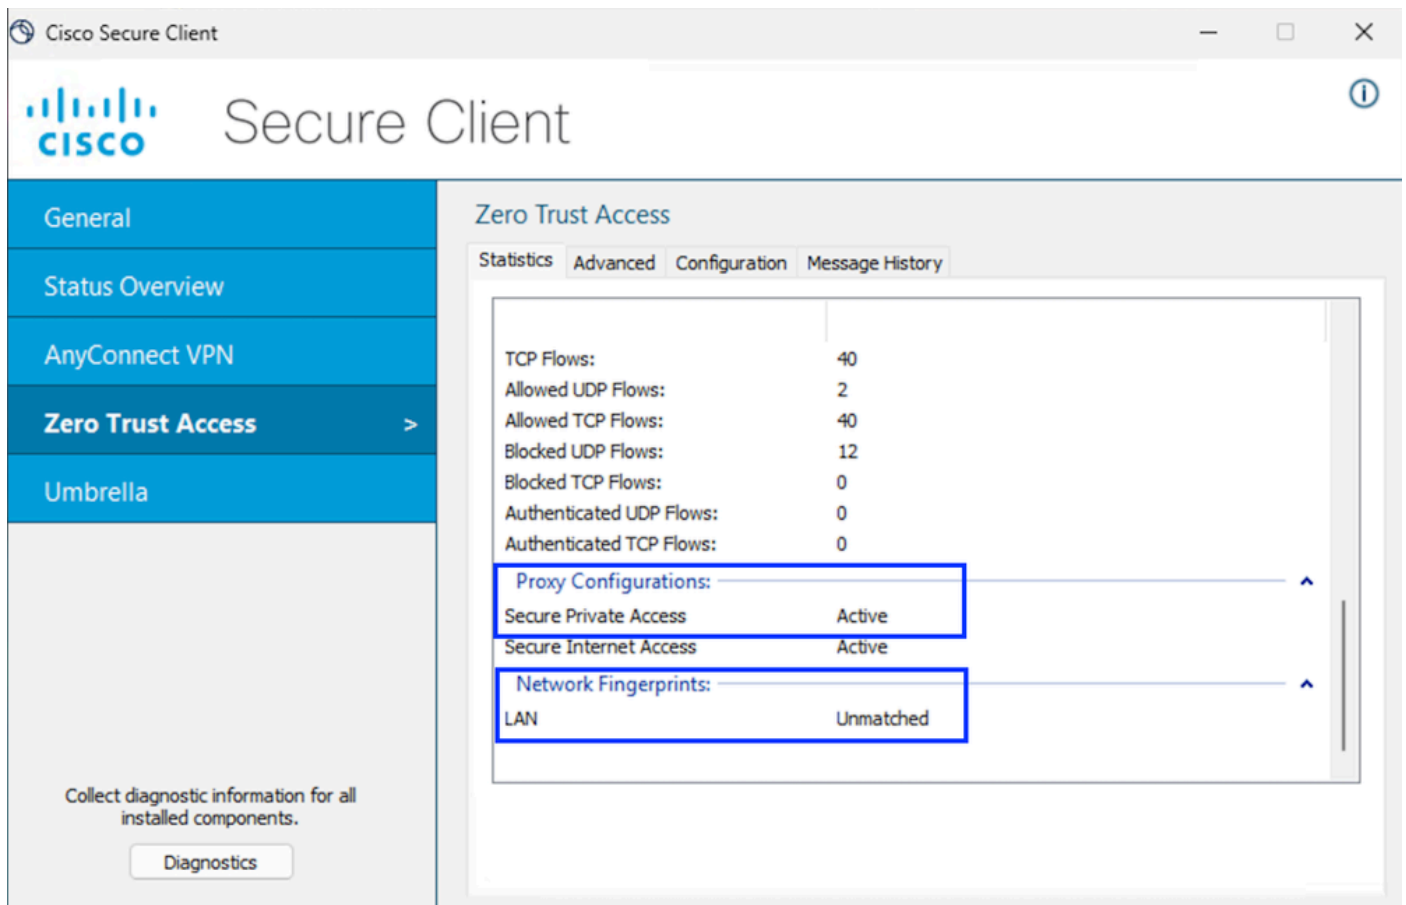 Cisco Secure Client
CISCO
Secure Client
General
Status Overview
AnyConnect VPN
Zero Trust Access >
Umbrella
Collect diagnostic information for all
installed components.
Diagnostics
Zero Trust Access
Statistics Advanced Configuration Message History
TCP Flows: 40
Allowed UDP Flows: 2
Allowed TCP Flows: 40
Blocked UDP Flows: 12
Blocked TCP Flows: 0
Authenticated UDP Flows: 0
Authenticated TCP Flows: 0
Proxy Configurations:
Secure Private Access Active
Secure Internet Access Active
Network Fingerprints:
LAN Unmatched